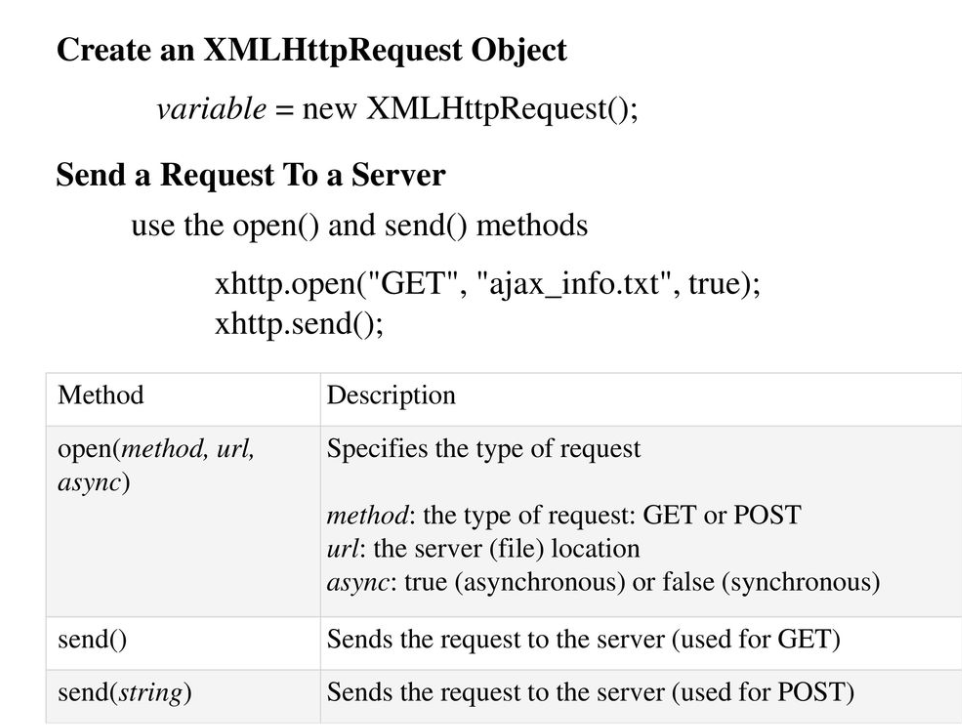 Create an XMLHttpRequest Object
variable = new XMLHttpRequest();
Send a Request To a Server
use the open() and send() methods
xhttp.open("GET", "ajax_info.txt", true);
xhttp.send();
Method
Description
open(method, url,
async)
Specifies the type of request
method: the type of request: GET or POST
url: the server (file) location
async: true (asynchronous) or false (synchronous)
send()
Sends the request to the server (used for GET)
send(string)
Sends the request to the server (used for POST)